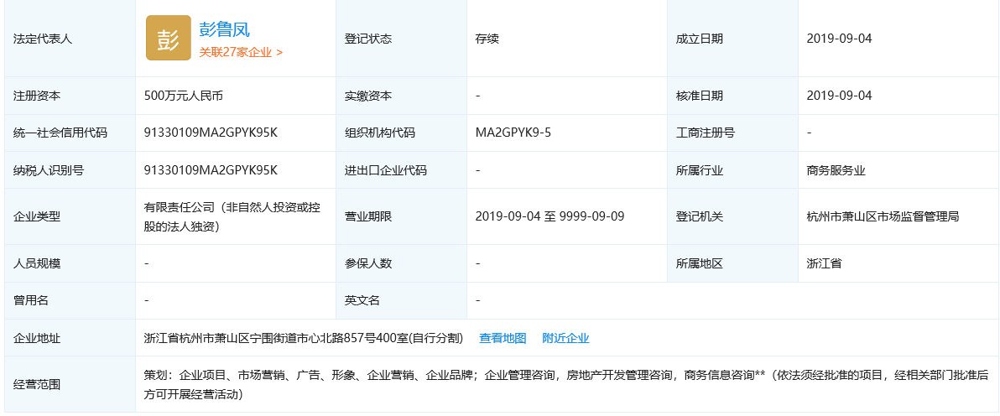 法定代表人 彭 彭鲁凤 登记状态 存续 成立日期 2019-09-04
关联27家企业 >
注册资本 500万元人民币 实缴资本 - 核准日期 2019-09-04
统一社会信用代码 91330109MA2GPYK95K 组织机构代码 MA2GPYK9-5 工商注册号 -
纳税人识别号 91330109MA2GPYK95K 进出口企业代码 - 所属行业 商务服务业
企业类型 有限责任公司（非自然人投资或控
股的法人独资） 营业期限 2019-09-04 至 9999-09-09 登记机关 杭州市萧山区市场监督管理局
人员规模 - 参保人数 - 所属地区 浙江省
曾用名 - 英文名 -
企业地址 浙江省杭州市萧山区宁围街道市心北路857号400室(自行分割) 查看地图 附近企业
经营范围 策划：企业项目、市场营销、广告、形象、企业营销、企业品牌；企业管理咨询，房地产开发管理咨询，商务信息咨询**（依法须经批准的项目，经相关部门批准后
方可开展经营活动）